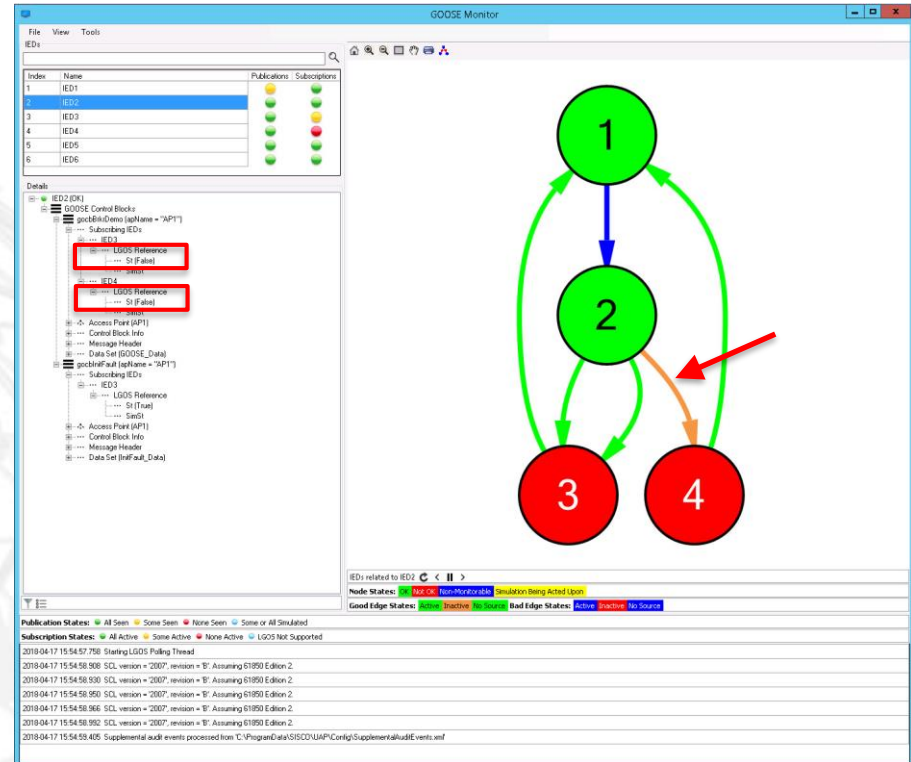 GOOSE Monitor
File View Tools
IEDs
Index Name Publications Subscriptions
1 IED1
2 IED2
3 IED3
4 IED4
5 IED5
6 IED6
Details
IED2 (OK)
GOOSE Control Blocks
gocbBrkrDemo (apName = "AP1")
Subscribing IEDs
IED3
LGOS Reference
St (False)
SimSt
IED4
LGOS Reference
St (False)
SimSt
Access Point (AP1)
Control Block Info
Message Header
Data Set (GOOSE_Data)
gocbInitFault (apName = "AP1")
Subscribing IEDs
IED3
LGOS Reference
St (True)
SimSt
Access Point (AP1)
Control Block Info
Message Header
Data Set (InitFault_Data)
1
2
3
4
IEDs related to IED2
Node States: OK Not OK Non-Monitorable Simulation Being Acted Upon
Good Edge States: Active Inactive No Source Bad Edge States: Active Inactive No Source
Publication States: All Seen Some Seen None Seen Some or All Simulated
Subscription States: All Active Some Active None Active LGOS Not Supported
2018-04-17 15:54:57.758 Starting LGOS Polling Thread
2018-04-17 15:54:58.908 SCL version = '2007', revision = 'B'. Assuming 61850 Edition 2.
2018-04-17 15:54:58.930 SCL version = '2007', revision = 'B'. Assuming 61850 Edition 2.
2018-04-17 15:54:58.950 SCL version = '2007', revision = 'B'. Assuming 61850 Edition 2.
2018-04-17 15:54:58.966 SCL version = '2007', revision = 'B'. Assuming 61850 Edition 2.
2018-04-17 15:54:58.992 SCL version = '2007', revision = 'B'. Assuming 61850 Edition 2.
2018-04-17 15:54:59.405 Supplemental audit events processed from 'C:\ProgramData\SISCO\UAP\Config\SupplementalAuditEvents.xml'